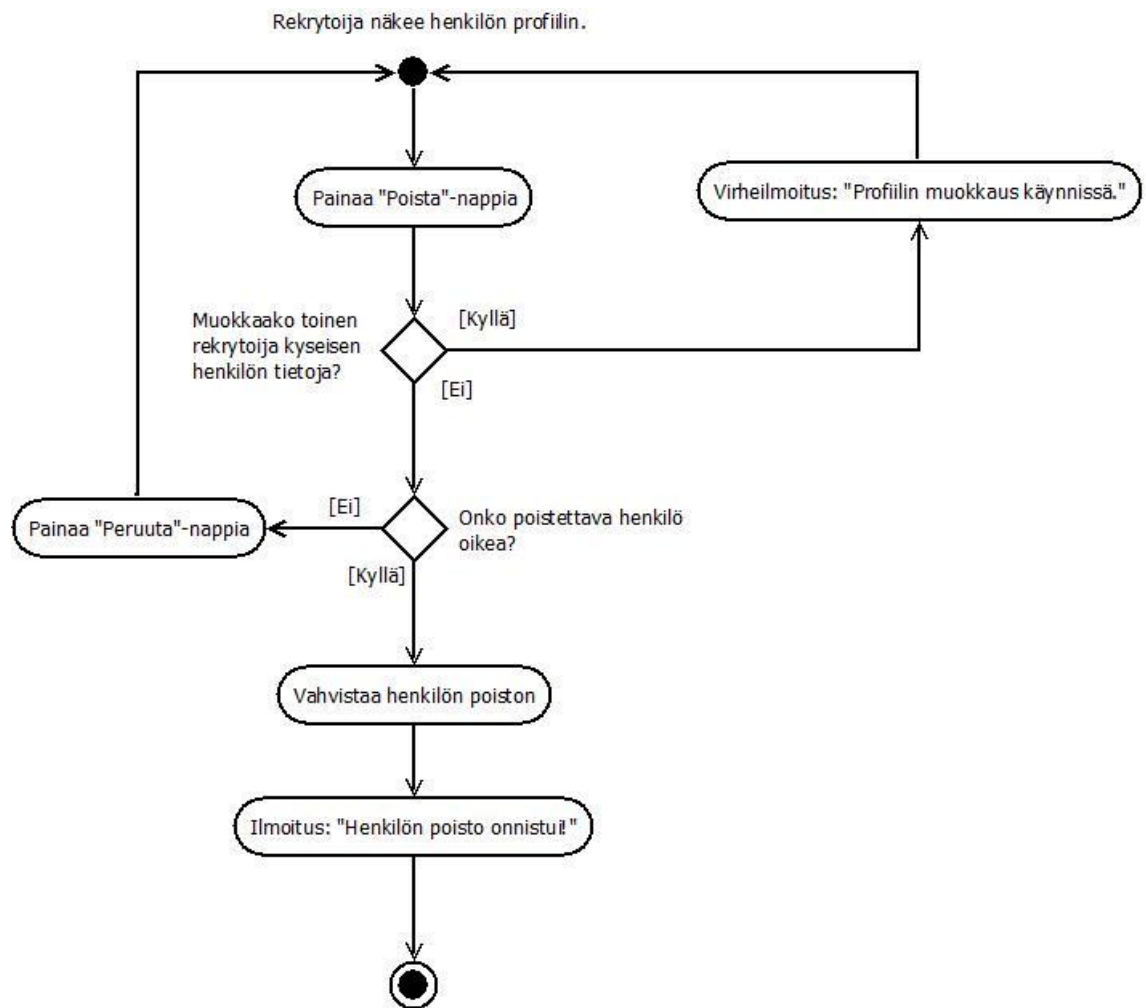 Rekrytoija näkee henkilön profiilin.
Painaa "Poista"-nappia
Virheilmoitus: "Profiilin muokkaus käynnissä."
Muokkaako toinen
rekrytoija kyseisen
henkilön tietoja?
[Kyllä]
[Ei]
Painaa "Peruuta"-nappia
[Ei]
Onko poistettava henkilö
oikea?
[Kyllä]
Vahvistaa henkilön poiston
Ilmoitus: "Henkilön poisto onnistui!"